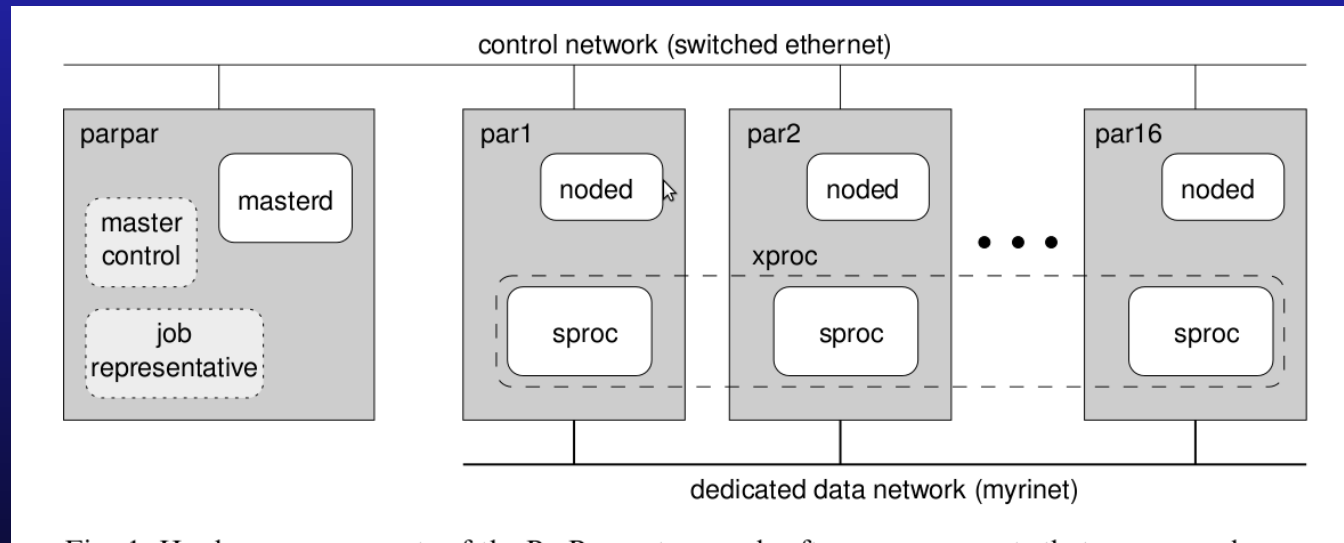 control network (switched ethernet)
parpar
masterd
master
control
job
representative
par1
noded
sproc
par2
noded
xproc
sproc
par16
noded
sproc
dedicated data network (myrinet)